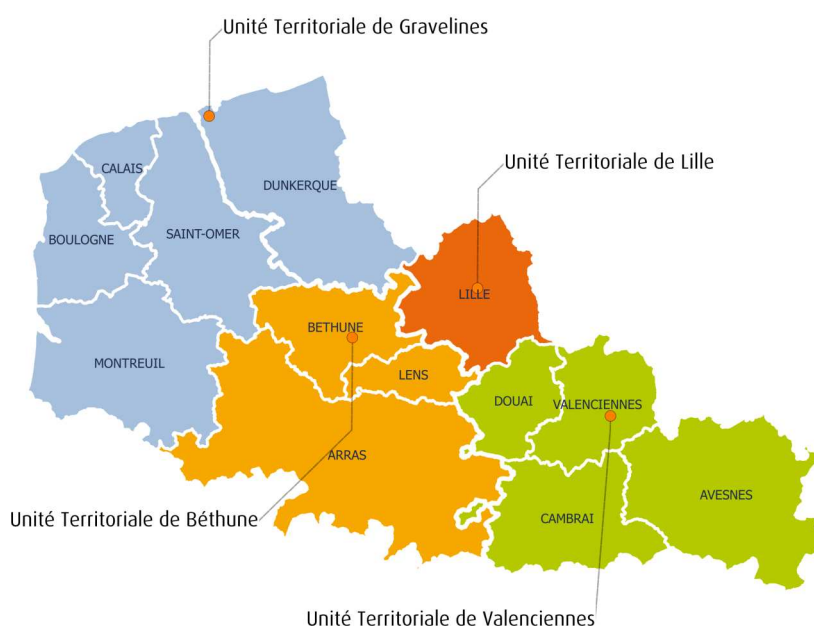 Unité Territoriale de Gravelines
Unité Territoriale de Lille
CALAIS
DUNKERQUE
SAINT-OMER
BOULOGNE
LILLE
BETHUNE
MONTREUIL
LENS
DOUAI
VALENCIENNES
ARRAS
AVESNES
CAMBRAI
Unité Territoriale de Béthune
Unité Territoriale de Valenciennes